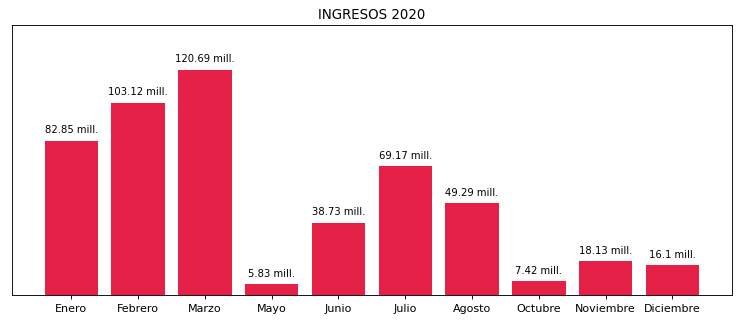 INGRESOS 2020
82.85 mill.
103.12 mill.
120.69 mill.
5.83 mill.
38.73 mill.
69.17 mill.
49.29 mill.
7.42 mill.
18.13 mill.
16.1 mill.
Enero Febrero Marzo Mayo Junio Julio Agosto Octubre Noviembre Diciembre